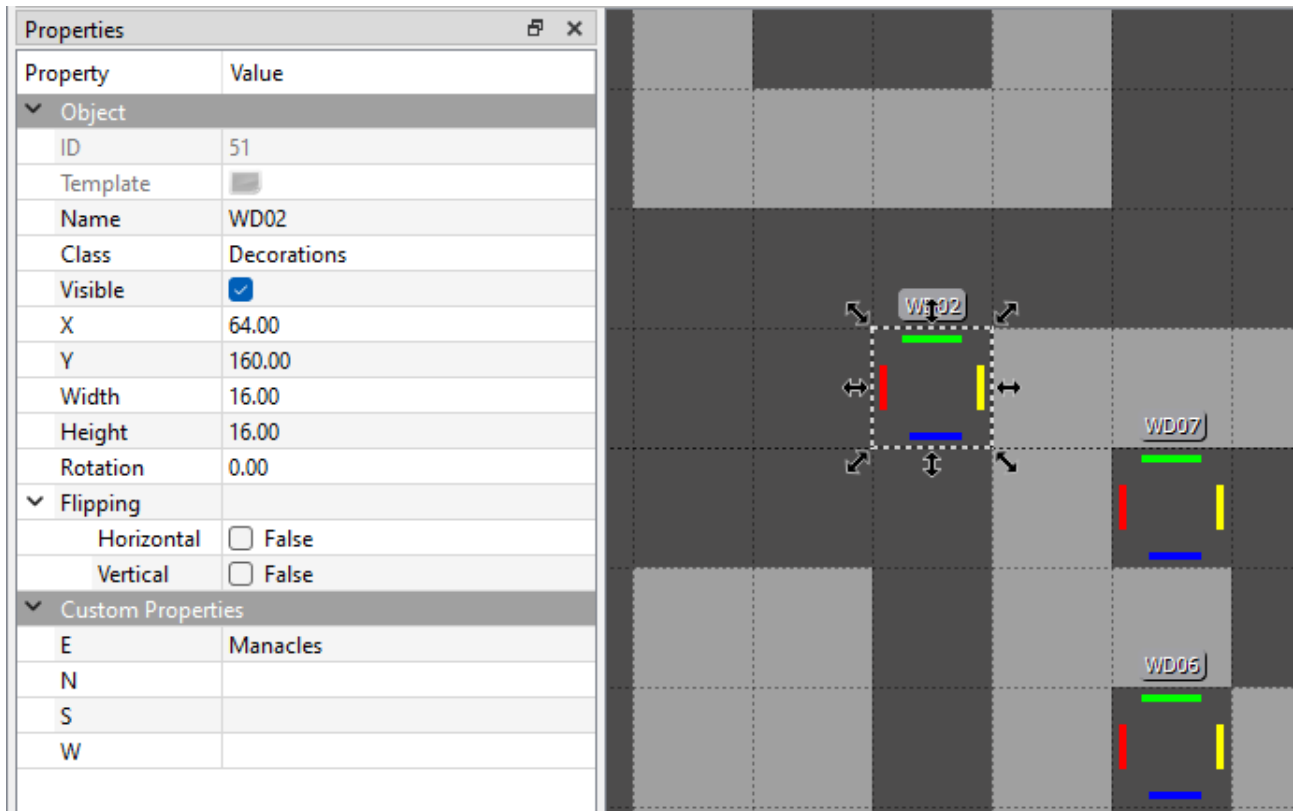 Properties
Property Value
Object
ID 51
Template
Name WD02
Class Decorations
Visible
X 64.00
Y 160.00
Width 16.00
Height 16.00
Rotation 0.00
Flipping
Horizontal False
Vertical False
Custom Properties
E Manacles
N
S
W
WD02
WD07
WD06